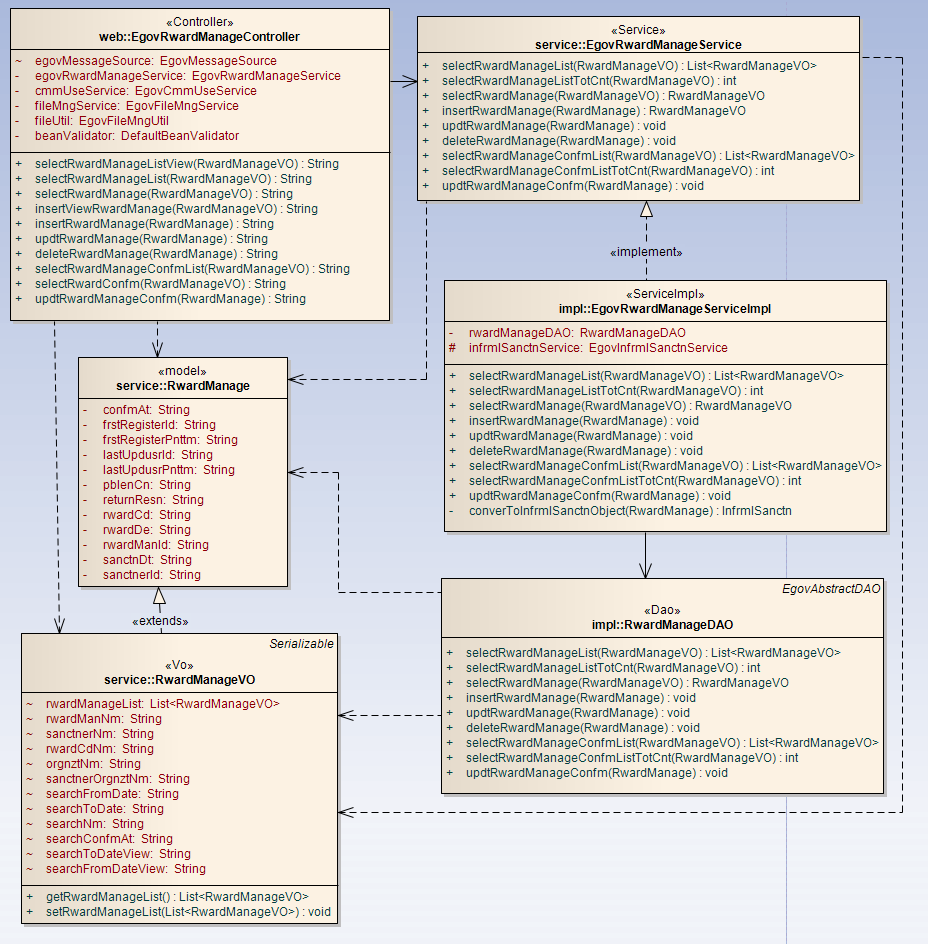 «Controller»
web::EgovRwardManageController
~ egovMessageSource: EgovMessageSource
- egovRwardManageService: EgovRwardManageService
- cmmUseService: EgovCmmUseService
- fileMngService: EgovFileMngService
- fileUtil: EgovFileMngUtil
- beanValidator: DefaultBeanValidator
+ selectRwardManageListView(RwardManageVO) : String
+ selectRwardManageList(RwardManageVO) : String
+ selectRwardManage(RwardManageVO) : String
+ insertViewRwardManage(RwardManageVO) : String
+ insertRwardManage(RwardManage) : String
+ updtRwardManage(RwardManage) : String
+ deleteRwardManage(RwardManage) : String
+ selectRwardManageConfmList(RwardManageVO) : String
+ selectRwardConfm(RwardManageVO) : String
+ updtRwardManageConfm(RwardManage) : String
«Service»
service::EgovRwardManageService
+ selectRwardManageList(RwardManageVO) : List<RwardManageVO>
+ selectRwardManageListTotCnt(RwardManageVO) : int
+ selectRwardManage(RwardManageVO) : RwardManageVO
+ insertRwardManage(RwardManage) : RwardManageVO
+ updtRwardManage(RwardManage) : void
+ deleteRwardManage(RwardManage) : void
+ selectRwardManageConfmList(RwardManageVO) : List<RwardManageVO>
+ selectRwardManageConfmListTotCnt(RwardManageVO) : int
+ updtRwardManageConfm(RwardManage) : void
«implement»
«ServiceImpl»
impl::EgovRwardManageServiceImpl
- rwardManageDAO: RwardManageDAO
# infrmlSanctnService: EgovInfrmlSanctnService
+ selectRwardManageList(RwardManageVO) : List<RwardManageVO>
+ selectRwardManageListTotCnt(RwardManageVO) : int
+ selectRwardManage(RwardManageVO) : RwardManageVO
+ insertRwardManage(RwardManage) : void
+ updtRwardManage(RwardManage) : void
+ deleteRwardManage(RwardManage) : void
+ selectRwardManageConfmList(RwardManageVO) : List<RwardManageVO>
+ selectRwardManageConfmListTotCnt(RwardManageVO) : int
+ updtRwardManageConfm(RwardManage) : void
- converToInfrmlSanctnObject(RwardManage) : InfrmlSanctn
«model»
service::RwardManage
- confmAt: String
- frstRegisterId: String
- frstRegisterPnttm: String
- lastUpdusrId: String
- lastUpdusrPnttm: String
- pblenCn: String
- returnResn: String
- rwardCd: String
- rwardDe: String
- rwardManId: String
- sanctnDt: String
- sanctnerId: String
«extends»
EgovAbstractDAO
«Dao»
impl::RwardManageDAO
+ selectRwardManageList(RwardManageVO) : List<RwardManageVO>
+ selectRwardManageListTotCnt(RwardManageVO) : int
+ selectRwardManage(RwardManageVO) : RwardManageVO
+ insertRwardManage(RwardManage) : void
+ updtRwardManage(RwardManage) : void
+ deleteRwardManage(RwardManage) : void
+ selectRwardManageConfmList(RwardManageVO) : List<RwardManageVO>
+ selectRwardManageConfmListTotCnt(RwardManageVO) : int
+ updtRwardManageConfm(RwardManage) : void
Serializable
«Vo»
service::RwardManageVO
~ rwardManageList: List<RwardManageVO>
~ rwardManNm: String
~ sanctnerNm: String
~ rwardCdNm: String
~ orgnztNm: String
~ sanctnerOrgnztNm: String
~ searchFromDate: String
~ searchToDate: String
~ searchNm: String
~ searchConfmAt: String
~ searchToDateView: String
~ searchFromDateView: String
+ getRwardManageList() : List<RwardManageVO>
+ setRwardManageList(List<RwardManageVO>) : void